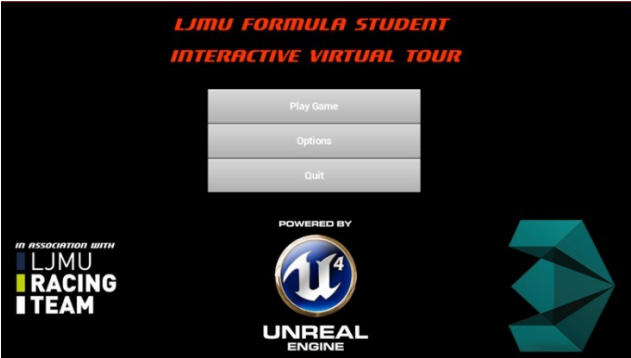 LJMU FORMULA STUDENT
INTERACTIVE VIRTUAL TOUR
Play Game
Options
Quit
IN ASSOCIATION WITH
LJMU
RACING
TEAM
POWERED BY
U4
UNREAL
ENGINE